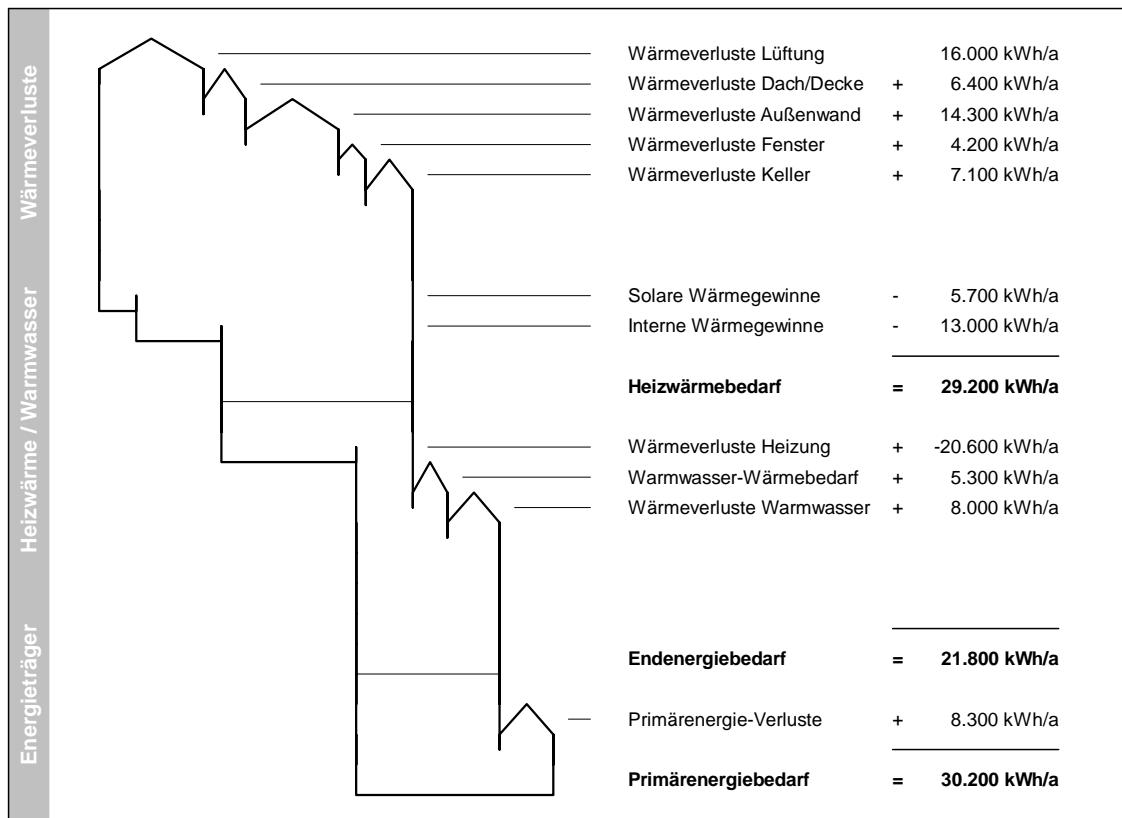 Wärmeverluste
Wärmeverluste Lüftung 16.000 kWh/a
Wärmeverluste Dach/Decke + 6.400 kWh/a
Wärmeverluste Außenwand + 14.300 kWh/a
Wärmeverluste Fenster + 4.200 kWh/a
Wärmeverluste Keller + 7.100 kWh/a
Heizwärme / Warmwasser
Solare Wärmegewinne - 5.700 kWh/a
Interne Wärmegewinne - 13.000 kWh/a
Heizwärmebedarf = 29.200 kWh/a
Wärmeverluste Heizung + -20.600 kWh/a
Warmwasser-Wärmebedarf + 5.300 kWh/a
Wärmeverluste Warmwasser + 8.000 kWh/a
Energieträger
Endenergiebedarf = 21.800 kWh/a
Primärenergie-Verluste + 8.300 kWh/a
Primärenergiebedarf = 30.200 kWh/a